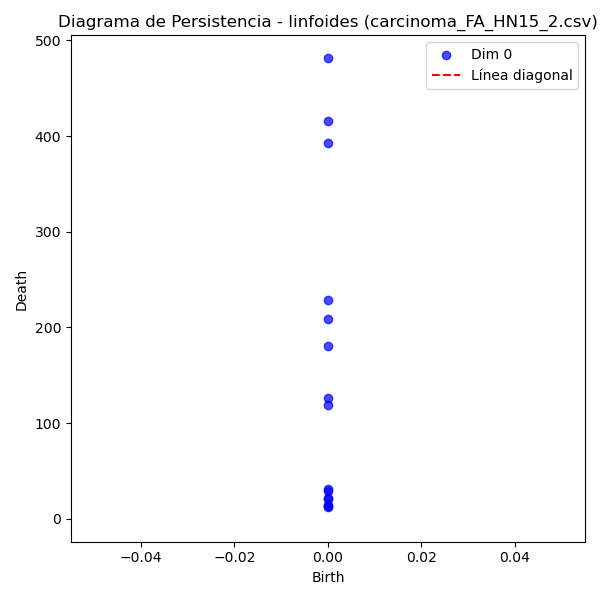 Diagrama de Persistencia - linfoides (carcinoma_FA_HN15_2.csv)
Dim 0
Línea diagonal
500
400
300
200
100
0
Death
−0.04
−0.02
0.00
0.02
0.04
Birth